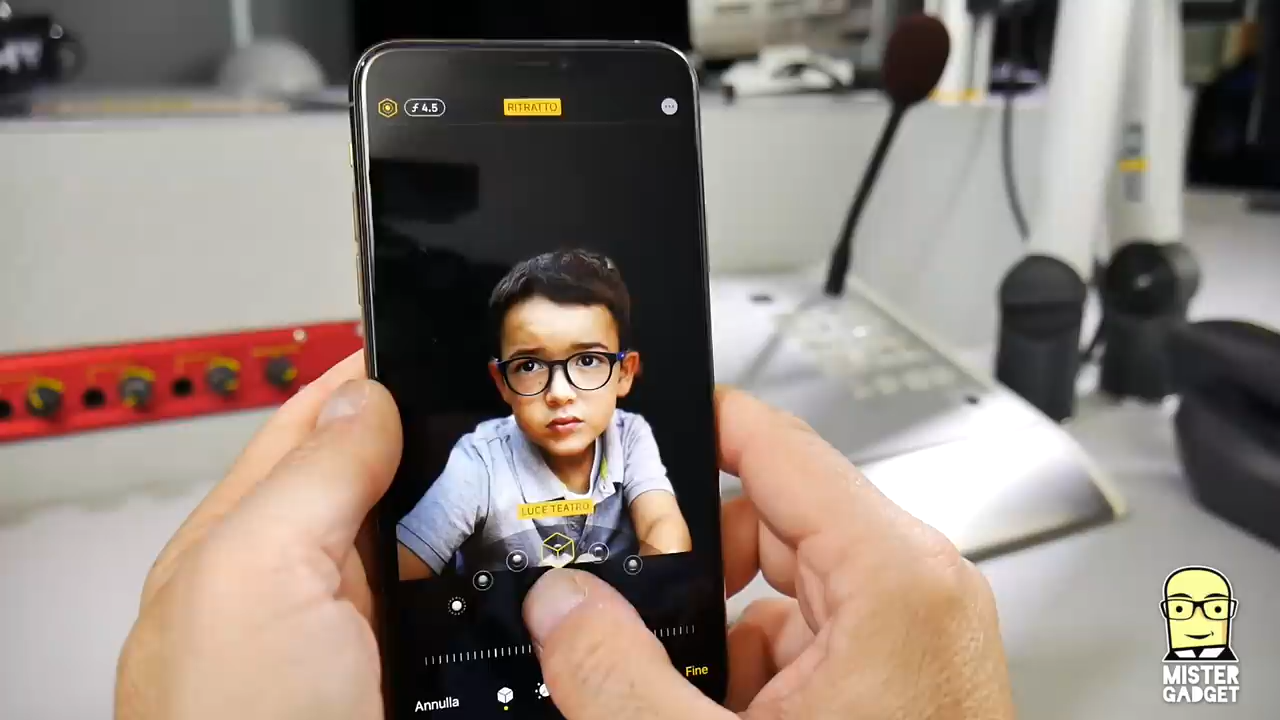 f 4.5
RITRATTO
LUCE TEATRO
Fine
Annulla
MISTER
GADGET